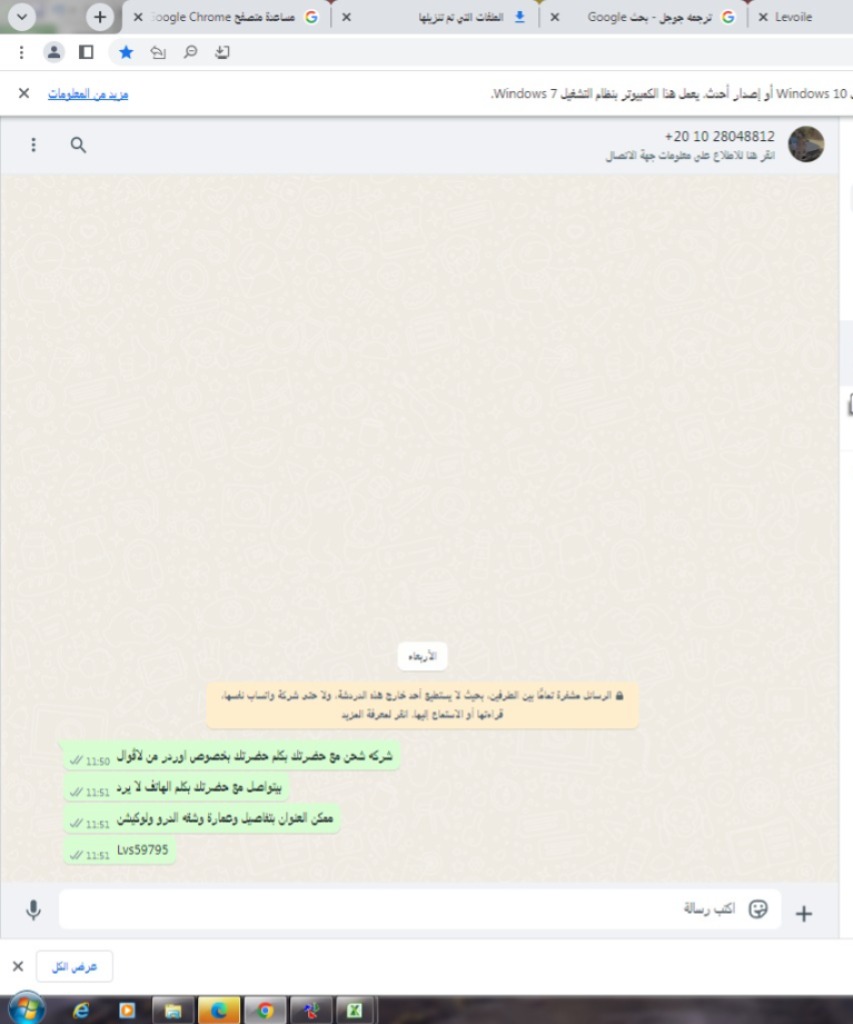 Levoile
ترجمه جوجل - بحث Google
الملفات التي تم تنزيلها
مساعدة متصفح Google Chrome
Windows 10 أو إصدار أحدث. يعمل هذا الكمبيوتر بنظام التشغيل Windows 7.
مزيد من المعلومات
+20 10 28048812
انقر هنا للاطلاع على معلومات جهة الاتصال
الأربعاء
الرسائل مشفرة تمامًا بين الطرفين، بحيث لا يستطيع أحد خارج هذه الدردشة، ولا حتى شركة واتساب نفسها،
قراءتها أو الاستماع إليها. انقر لمعرفة المزيد
شركه شحن مع حضرتك بكلم حضرتك بخصوص اوردر من لافوال 11:50
بيتواصل مع حضرتك بكلم الهاتف لا يرد 11:51
ممكن العنوان بتفاصيل وعمارة وشقه الدرو ولوكيشن 11:51
Lvs59795 11:51
اكتب رسالة
عرض الكل